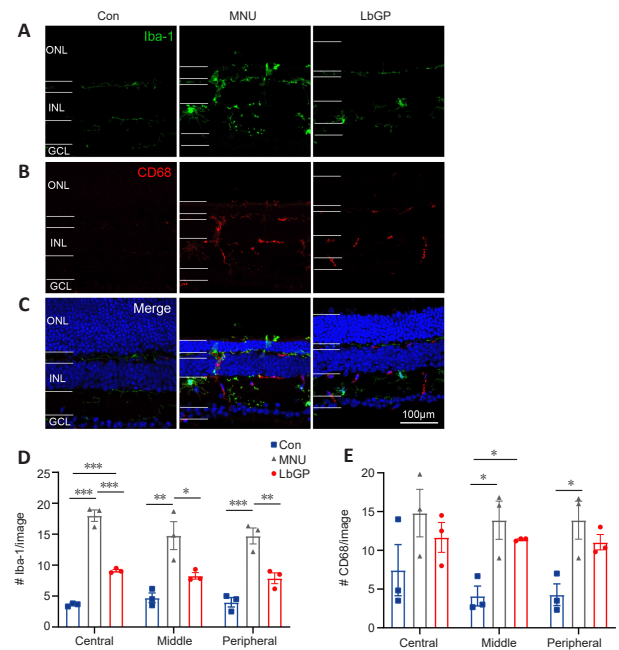 Con MNU LbGP
A
Iba-1
ONL
INL
GCL
B
CD68
ONL
INL
GCL
C
Merge
ONL
INL
GCL
100μm
D
Con
MNU
LbGP
# Iba-1/image
25
20
15
10
5
0
*** *** ***
** *
*** **
Central Middle Peripheral
E
# CD68/image
20
15
10
5
0
* *
*
Central Middle Peripheral